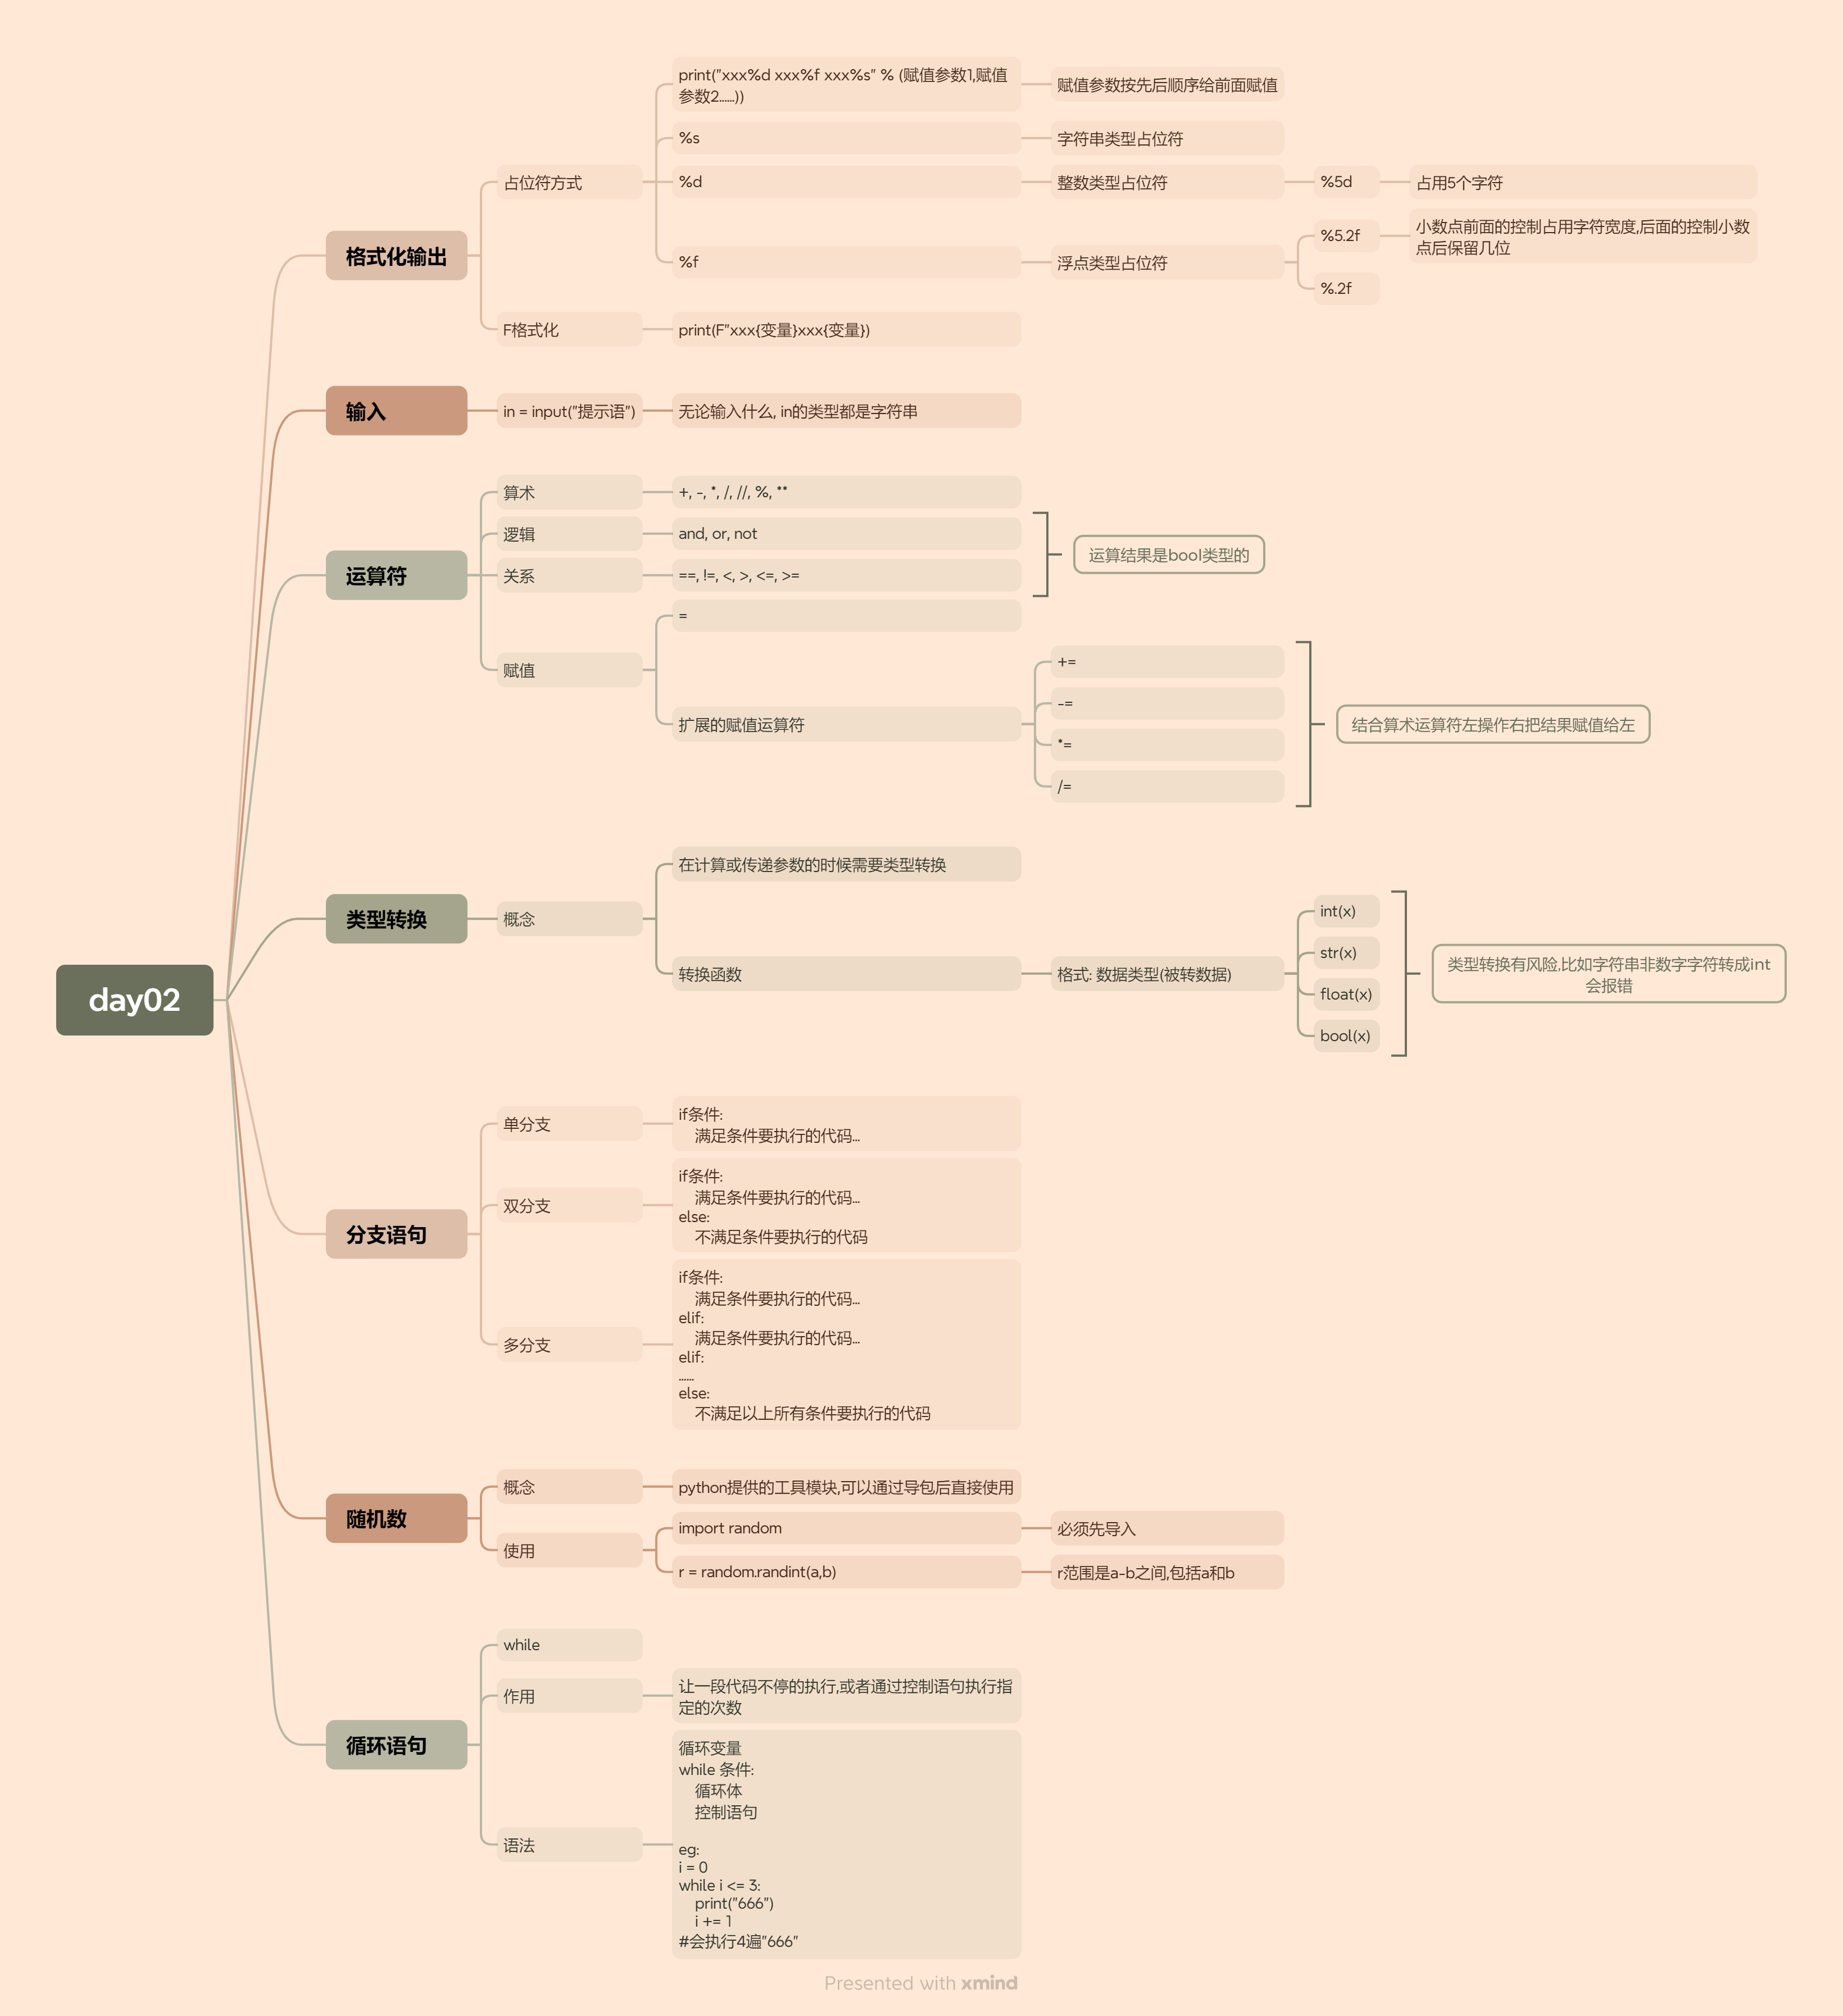 day02
格式化输出
占位符方式
print("xxx%d xxx%f xxx%s" % (赋值参数1,赋值
参数2......))
赋值参数按先后顺序给前面赋值
%s
字符串类型占位符
%d
整数类型占位符
%5d
占用5个字符
%f
浮点类型占位符
%5.2f
小数点前面的控制占用字符宽度,后面的控制小数
点后保留几位
%.2f
F格式化
print(F"xxx{变量}xxx{变量})
输入
in = input("提示语")
无论输入什么, in的类型都是字符串
运算符
算术
+, -, *, /, //, %, **
逻辑
and, or, not
关系
==, !=, <, >, <=, >=
运算结果是bool类型的
赋值
=
扩展的赋值运算符
+=
-=
*=
/=
结合算术运算符左操作右把结果赋值给左
类型转换
概念
在计算或传递参数的时候需要类型转换
转换函数
格式: 数据类型(被转数据)
int(x)
str(x)
float(x)
bool(x)
类型转换有风险,比如字符串非数字字符转成int
会报错
分支语句
单分支
if条件:
    满足条件要执行的代码...
双分支
if条件:
    满足条件要执行的代码...
else:
    不满足条件要执行的代码
多分支
if条件:
    满足条件要执行的代码...
elif:
    满足条件要执行的代码...
elif:
......
else:
    不满足以上所有条件要执行的代码
随机数
概念
python提供的工具模块,可以通过导包后直接使用
使用
import random
必须先导入
r = random.randint(a,b)
r范围是a-b之间,包括a和b
循环语句
while
作用
让一段代码不停的执行,或者通过控制语句执行指
定的次数
语法
循环变量
while 条件:
    循环体
    控制语句
eg:
i = 0
while i <= 3:
    print("666")
    i += 1
#会执行4遍"666"
Presented with xmind